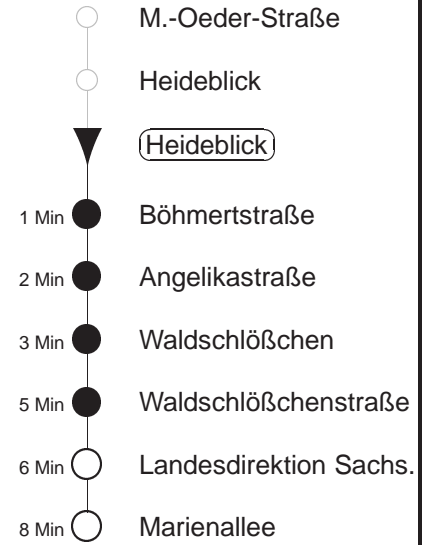 M.-Oeder-Straße
Heideblick
Heideblick
1 Min Böhmertstraße
2 Min Angelikastraße
3 Min Waldschlößchen
5 Min Waldschlößchenstraße
6 Min Landesdirektion Sachs.
8 Min Marienallee